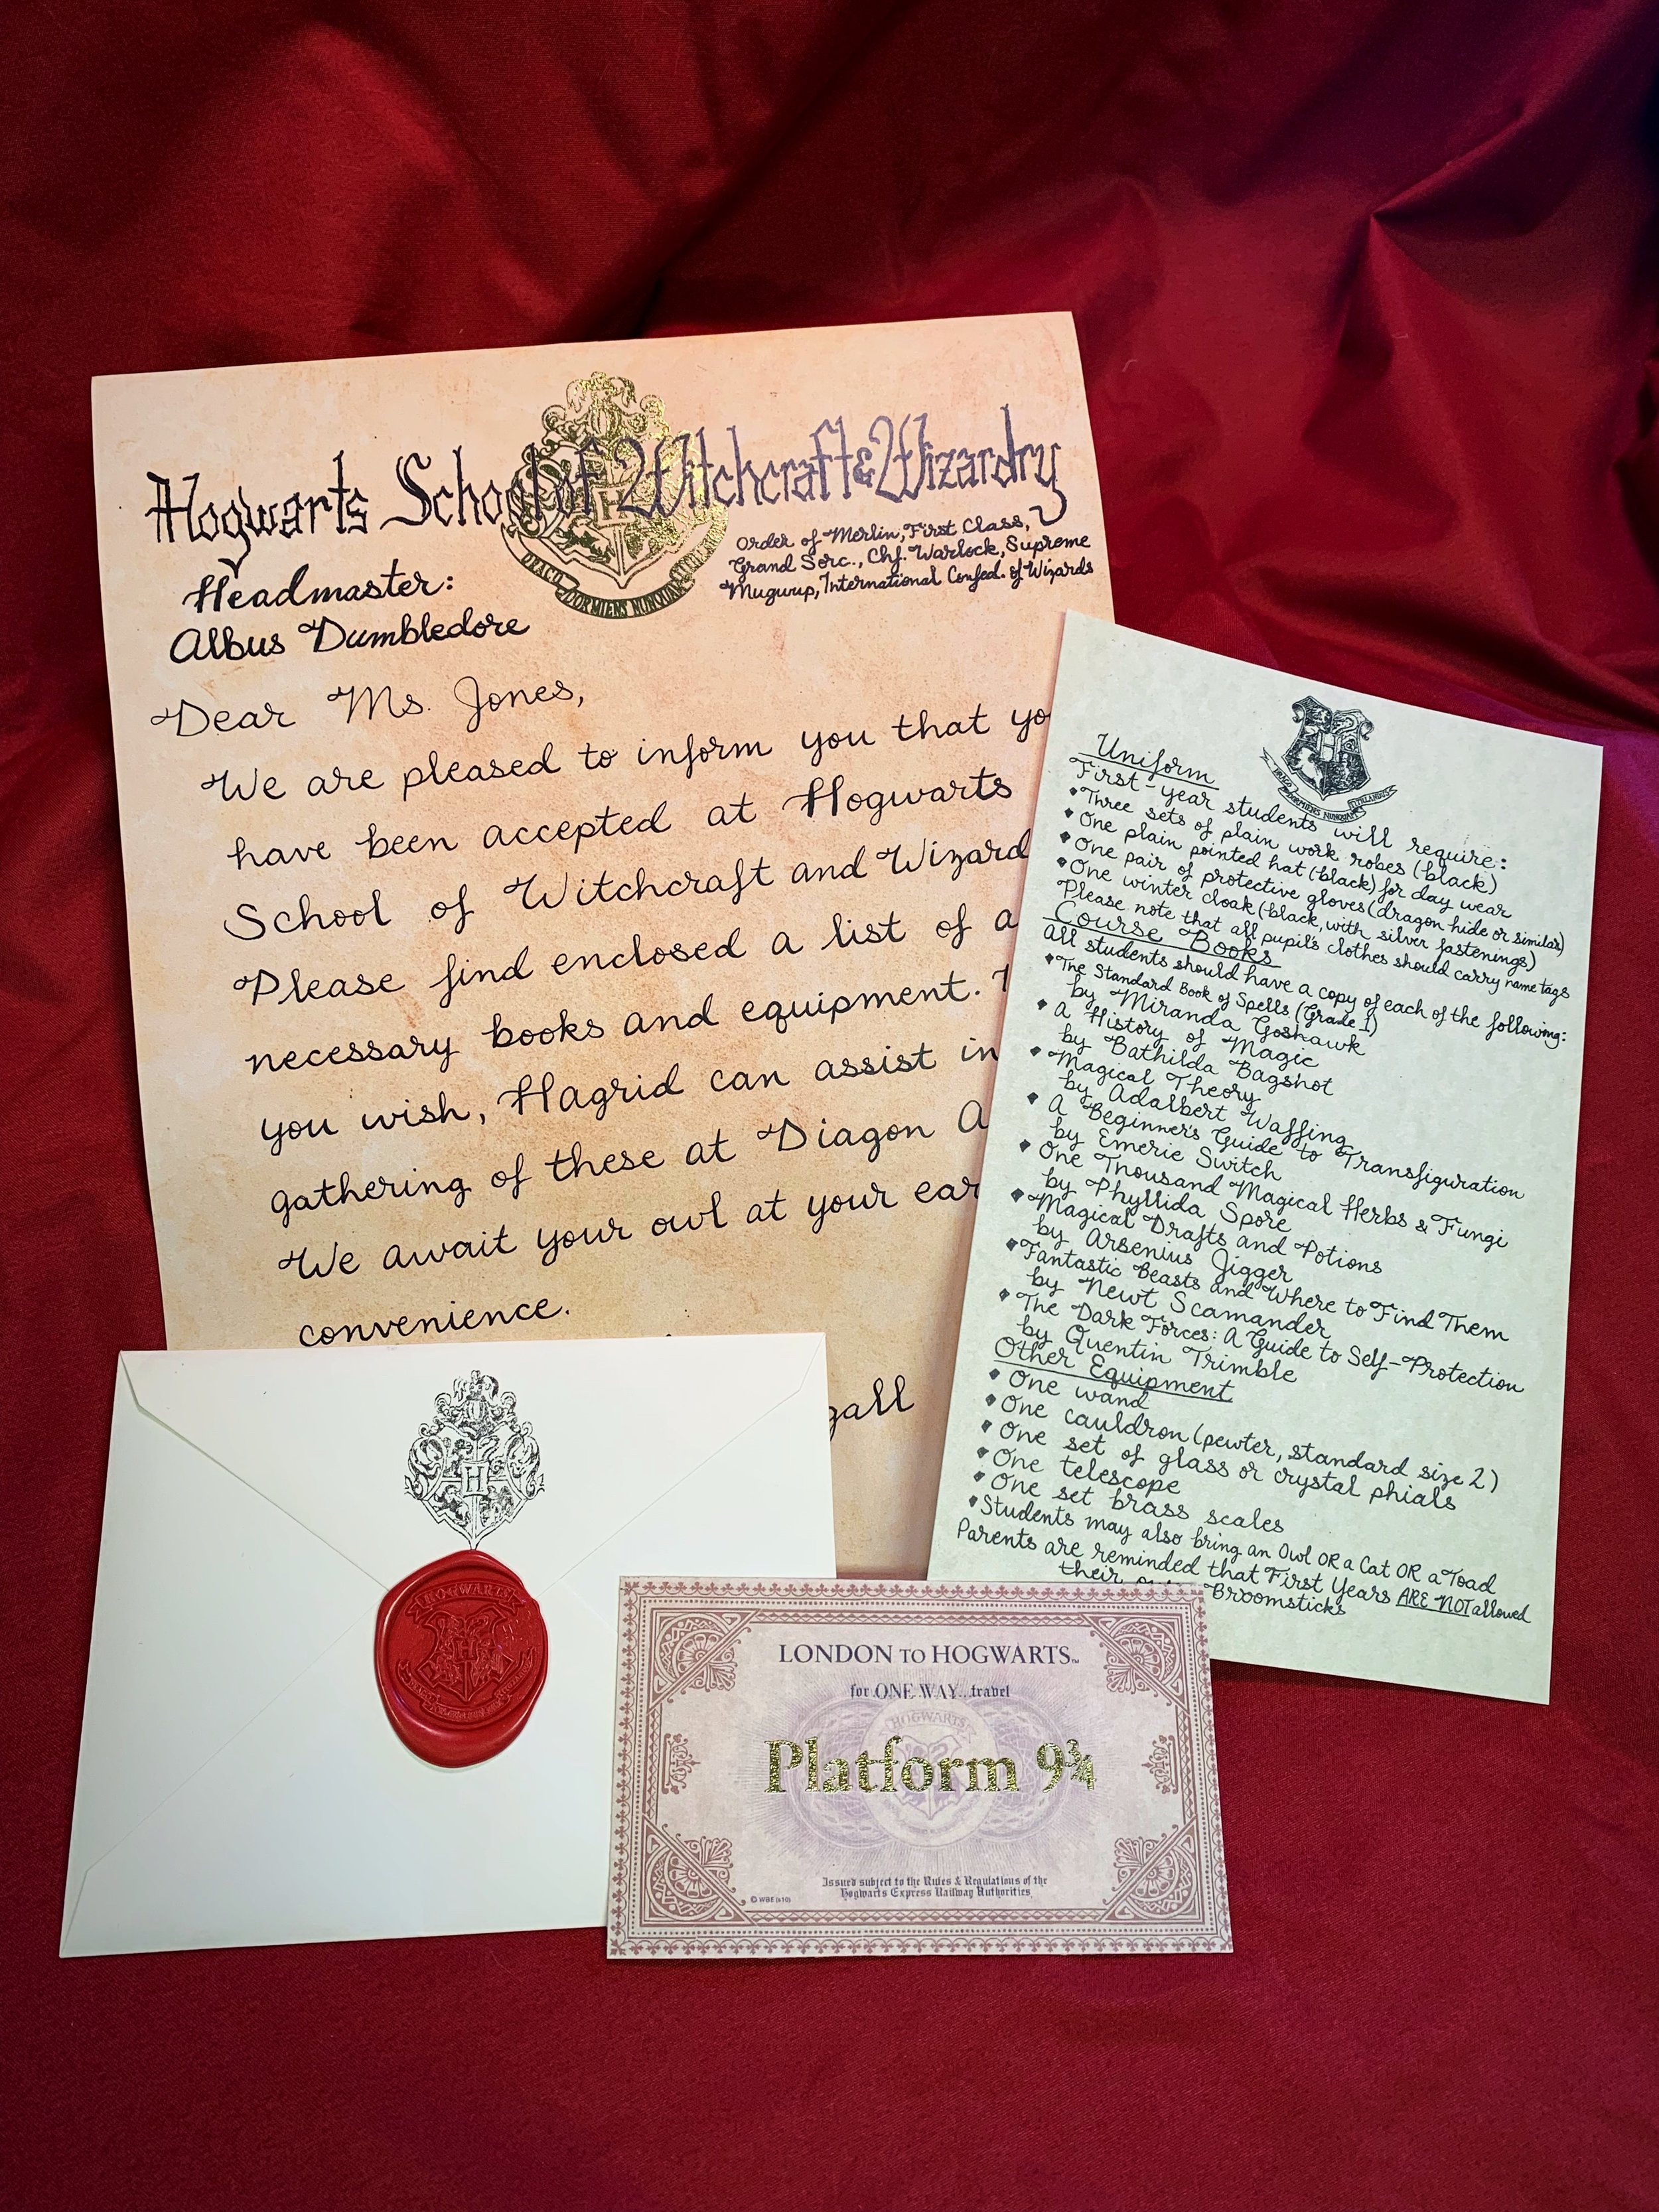 Hogwarts School of Witchcraft & Wizardry
Headmaster:
Albus Dumbledore
Order of Merlin, First Class,
Grand Sorc., Chf. Warlock, Supreme
Mugwup, International Confed. of Wizards
DRACO DORMIENS NUNQUAM
Dear Ms. Jones,
We are pleased to inform you that yo
have been accepted at Hogwarts
School of Witchcraft and Wizard
Please find enclosed a list of a
necessary books and equipment.
you wish, Hagrid can assist in
gathering of these at Diagon A
We await your owl at your ear
convenience.
gall
Uniform
First-year students will require:
• Three sets of plain work robes (black)
• One plain pointed hat (black) for day wear
• One pair of protective gloves (dragon hide or similar)
• One winter cloak (black, with silver fastenings)
Please note that all pupil's clothes should carry name tags
Course Books
All students should have a copy of each of the following:
• The Standard Book of Spells (Grade 1)
by Miranda Goshawk
• A History of Magic
by Bathilda Bagshot
• Magical Theory
by Adalbert Waffing
• A Beginner's Guide to Transfiguration
by Emeric Switch
• One Thousand Magical Herbs & Fungi
by Phyllida Spore
• Magical Drafts and Potions
by Arsenius Jigger
• Fantastic Beasts and Where to Find Them
by Newt Scamander
• The Dark Forces: A Guide to Self-Protection
by Quentin Trimble
Other Equipment
• One wand
• One cauldron (pewter, standard size 2)
• One set of glass or crystal phials
• One telescope
• One set brass scales
• Students may also bring an Owl OR a Cat OR a Toad
Parents are reminded that First Years ARE NOT allowed
their Broomsticks
H
HOGWARTS
H
LONDON TO HOGWARTS™
for ONE WAY...travel
HOGWARTS
Platform 9¾
Issued subject to the Rules & Regulations of the
Hogwarts Express Railway Authorities
© WBE (s10)